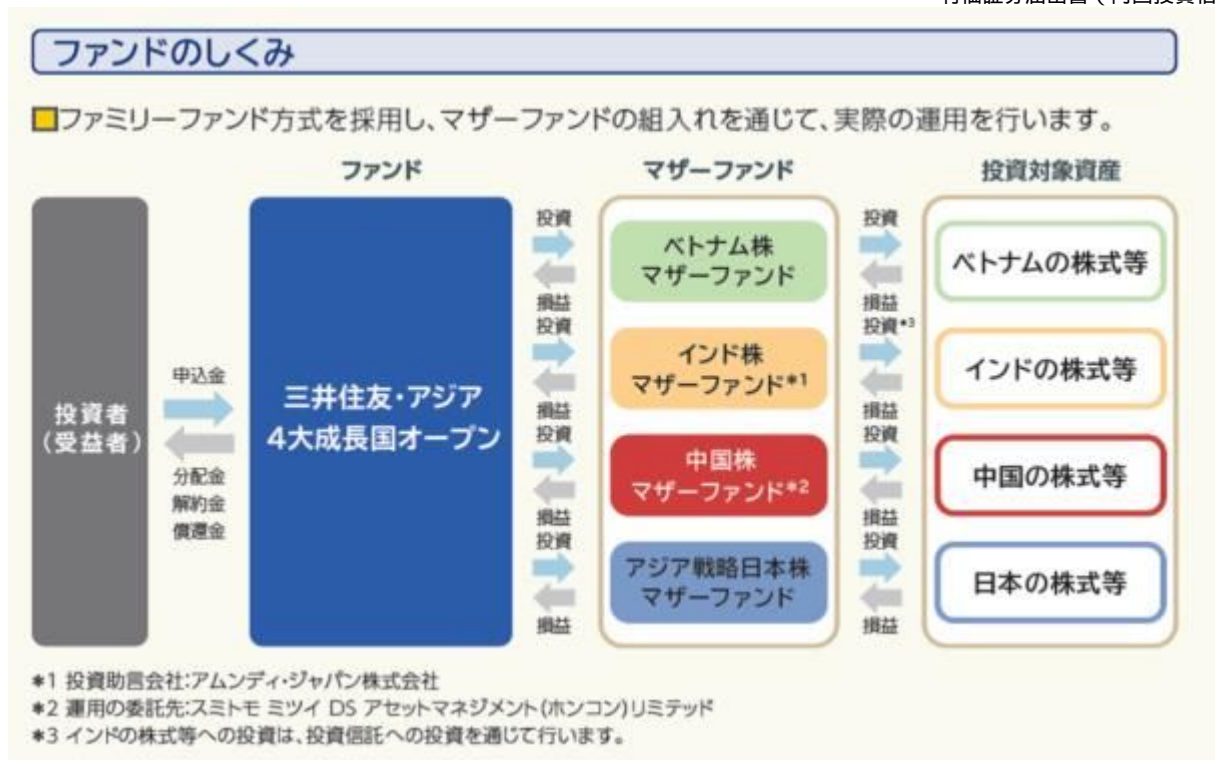 ファンドのしくみ
ファミリーファンド方式を採用し、マザーファンドの組入れを通じて、実際の運用を行います。
ファンド
マザーファンド
投資対象資産
投資者
(受益者)
申込金
分配金
解約金
償還金
三井住友・アジア
4大成長国オープン
投資
損益
投資
損益
投資
損益
投資
損益
ベトナム株
マザーファンド
インド株
マザーファンド*1
中国株
マザーファンド*2
アジア戦略日本株
マザーファンド
投資
損益
投資*3
損益
投資
損益
投資
損益
ベトナムの株式等
インドの株式等
中国の株式等
日本の株式等
*1 投資助言会社:アムンディ・ジャパン株式会社
*2 運用の委託先:スミトモ ミツイ DS アセットマネジメント(ホンコン)リミテッド
*3 インドの株式等への投資は、投資信託への投資を通じて行います。